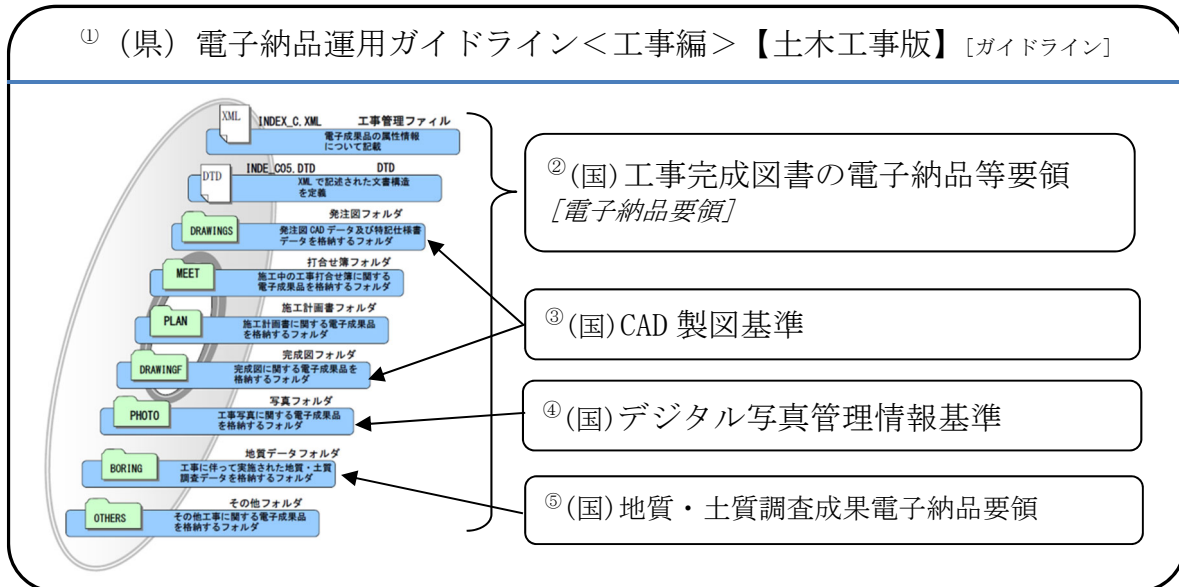 ① (県) 電子納品運用ガイドライン＜工事編＞【土木工事版】[ガイドライン]
XML
INDEX_C.XML 工事管理ファイル
電子成果品の属性情報
について記載
DTD
INDE_C05.DTD DTD
XMLで記述された文書構造
を定義
発注図フォルダ
DRAWINGS
発注図CADデータ及び特記仕様書
データを格納するフォルダ
打合せ簿フォルダ
MEET
施工中の工事打合せ簿に関する
電子成果品を格納するフォルダ
施工計画書フォルダ
PLAN
施工計画書に関する電子成果品
を格納するフォルダ
完成図フォルダ
DRAWINGF
完成図に関する電子成果品を
格納するフォルダ
写真フォルダ
PHOTO
工事写真に関する電子成果品
を格納するフォルダ
地質データフォルダ
BORING
工事に伴って実施された地質・土質
調査データを格納するフォルダ
その他フォルダ
OTHERS
その他工事に関する電子成果品
を格納するフォルダ
②(国)工事完成図書の電子納品等要領
[電子納品要領]
③(国)CAD 製図基準
④(国)デジタル写真管理情報基準
⑤(国)地質・土質調査成果電子納品要領